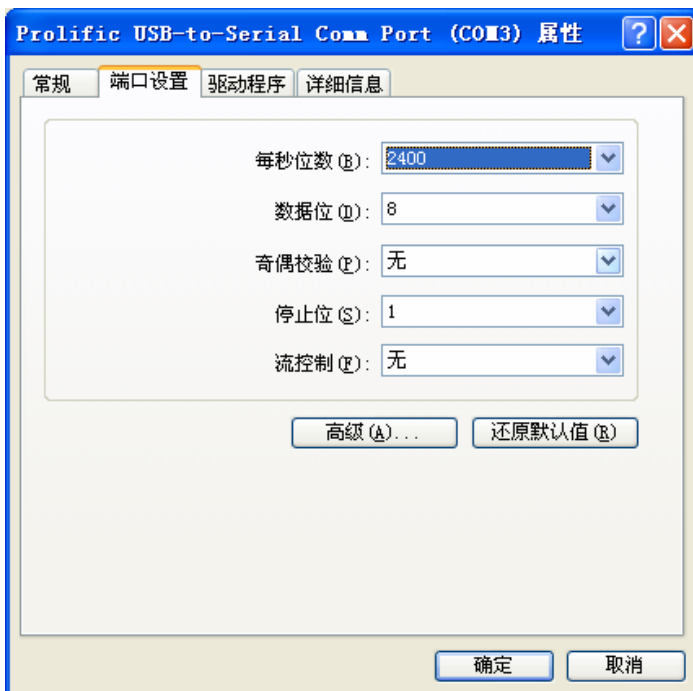 Prolific USB-to-Serial Comm Port (COM3) 属性
常规 端口设置 驱动程序 详细信息
每秒位数(B): 2400
数据位(D): 8
奇偶校验(P): 无
停止位(S): 1
流控制(F): 无
高级(A)... 还原默认值(R)
确定 取消